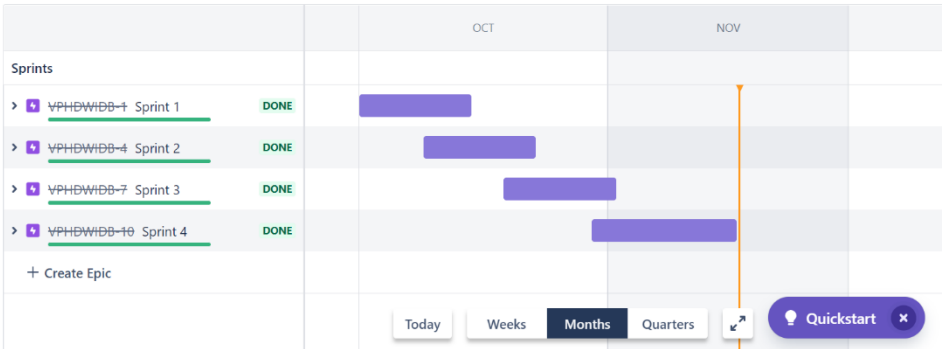 OCT NOV
Sprints
VPHDWIDB-1 Sprint 1 DONE
VPHDWIDB-4 Sprint 2 DONE
VPHDWIDB-7 Sprint 3 DONE
VPHDWIDB-10 Sprint 4 DONE
+ Create Epic
Today Weeks Months Quarters Quickstart